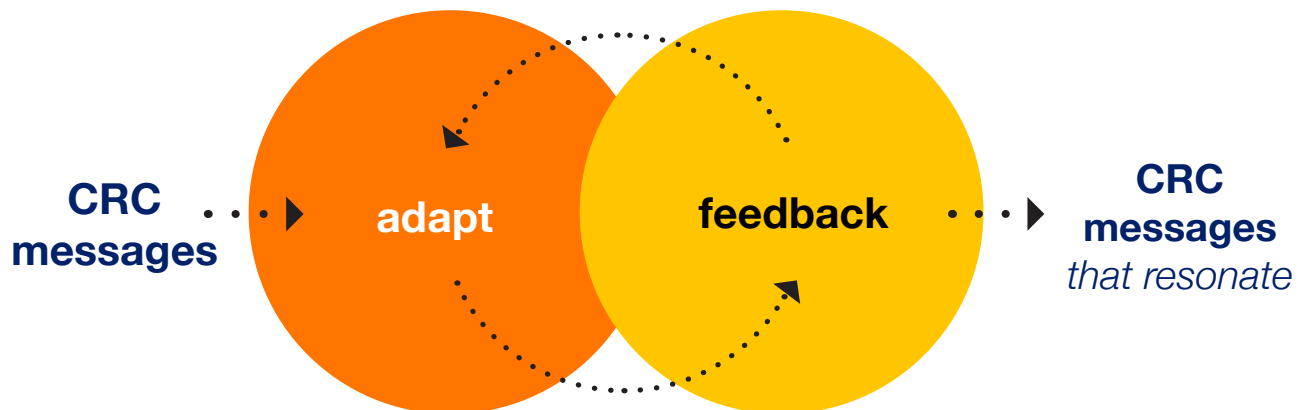 CRC
messages
adapt
feedback
CRC
messages
that resonate